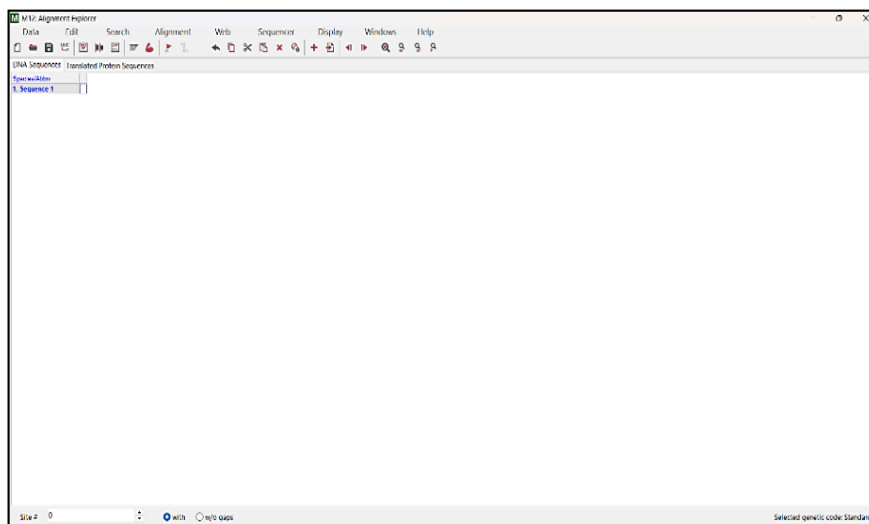 M12: Alignment Explorer
Data Edit Search Alignment Web Sequencer Display Windows Help
DNA Sequences Translated Protein Sequences
Species/Abbrv
1. Sequence 1
Site # 0 with w/o gaps Selected genetic code: Standar